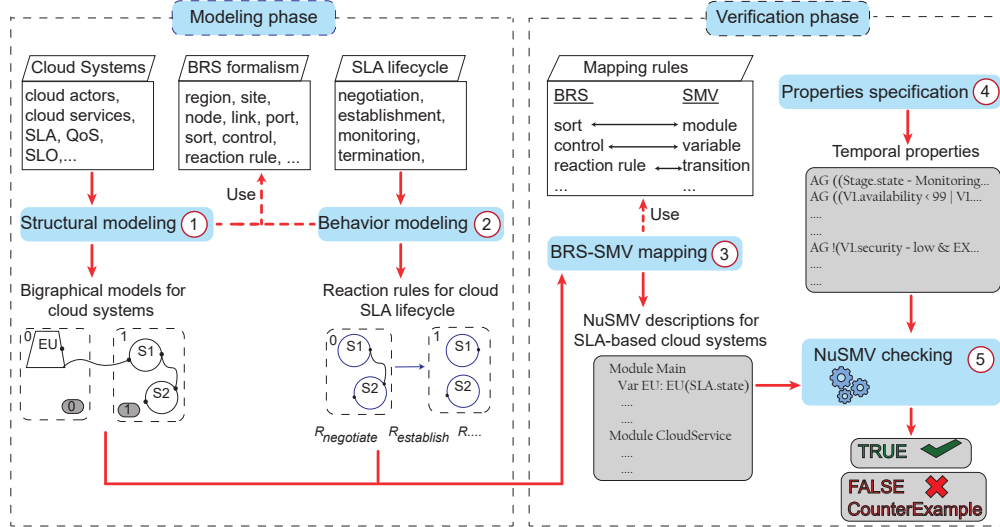 Modeling phase
Cloud Systems
cloud actors,
cloud services,
SLA, QoS,
SLO,...
BRS formalism
region, site,
node, link, port,
sort, control,
reaction rule, ...
SLA lifecycle
negotiation,
establishment,
monitoring,
termination,
Use
Structural modeling 1
Behavior modeling 2
Bigraphical models for
cloud systems
0
EU
0
1
S1
S2
1
Reaction rules for cloud
SLA lifecycle
0
S1
S2
1
S1
S2
Rnegotiate Restablish R....
Verification phase
Mapping rules
BRS SMV
sort module
control variable
reaction rule transition
... ...
Use
BRS-SMV mapping 3
NuSMV descriptions for
SLA-based cloud systems
Module Main
Var EU: EU(SLA.state)
....
....
Module CloudService
....
....
Properties specification 4
Temporal properties
AG ((Stage.state - Monitoring...
AG ((V1.availability < 99 | V1....
....
....
AG !(V1.security - low & EX...
....
....
NuSMV checking 5
TRUE
FALSE
CounterExample